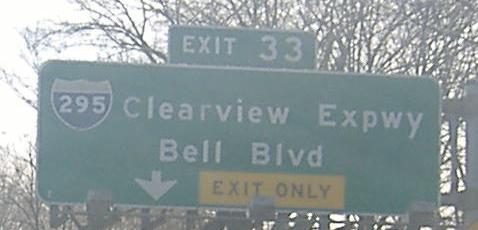 EXIT 33
295 Clearview Expwy
Bell Blvd
EXIT ONLY